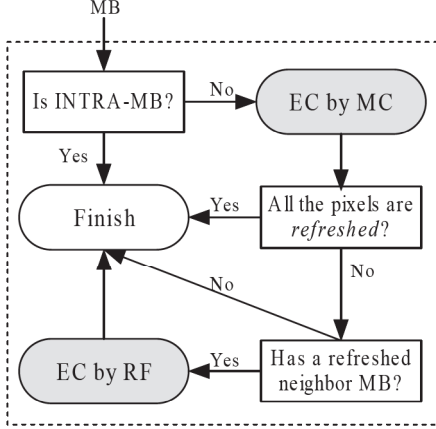 MB
Is INTRA-MB?
No
EC by MC
Yes
Finish
Yes
All the pixels are
refreshed?
No
No
EC by RF
Yes
Has a refreshed
neighbor MB?